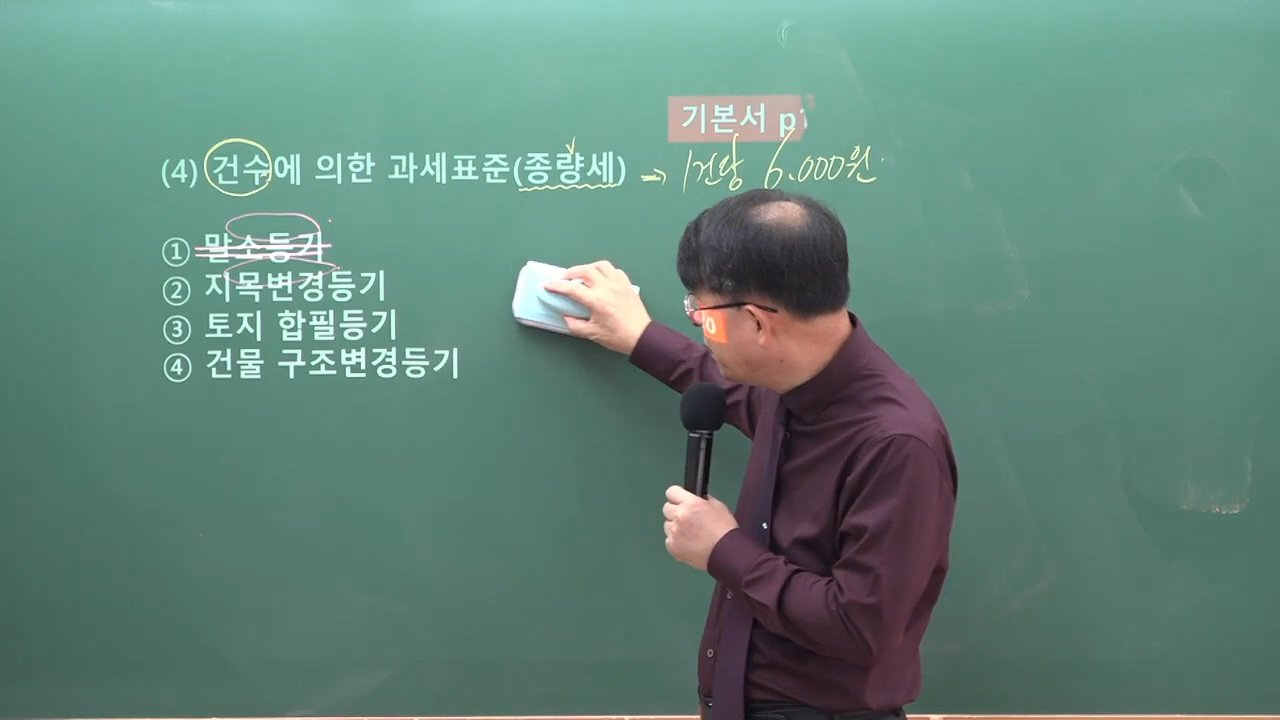 기본서
(4) 건수에 의한 과세표준(종량세) → 1건당 6,000원
① 말소등기
② 지목변경등기
③ 토지 합필등기
④ 건물 구조변경등기